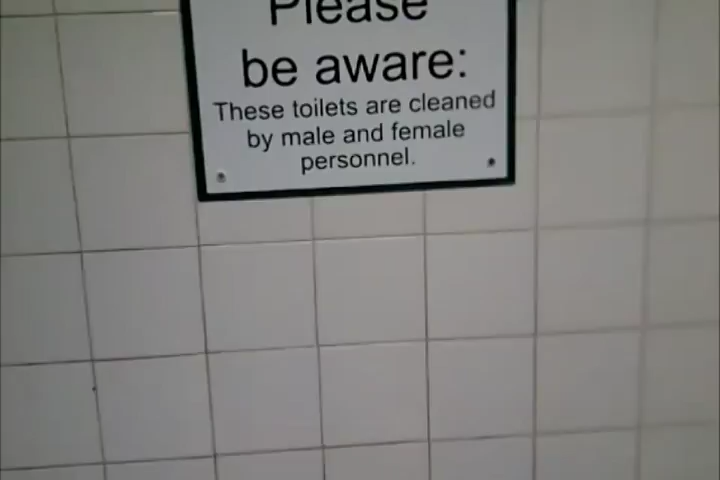 Please
be aware:
These toilets are cleaned
by male and female
personnel.